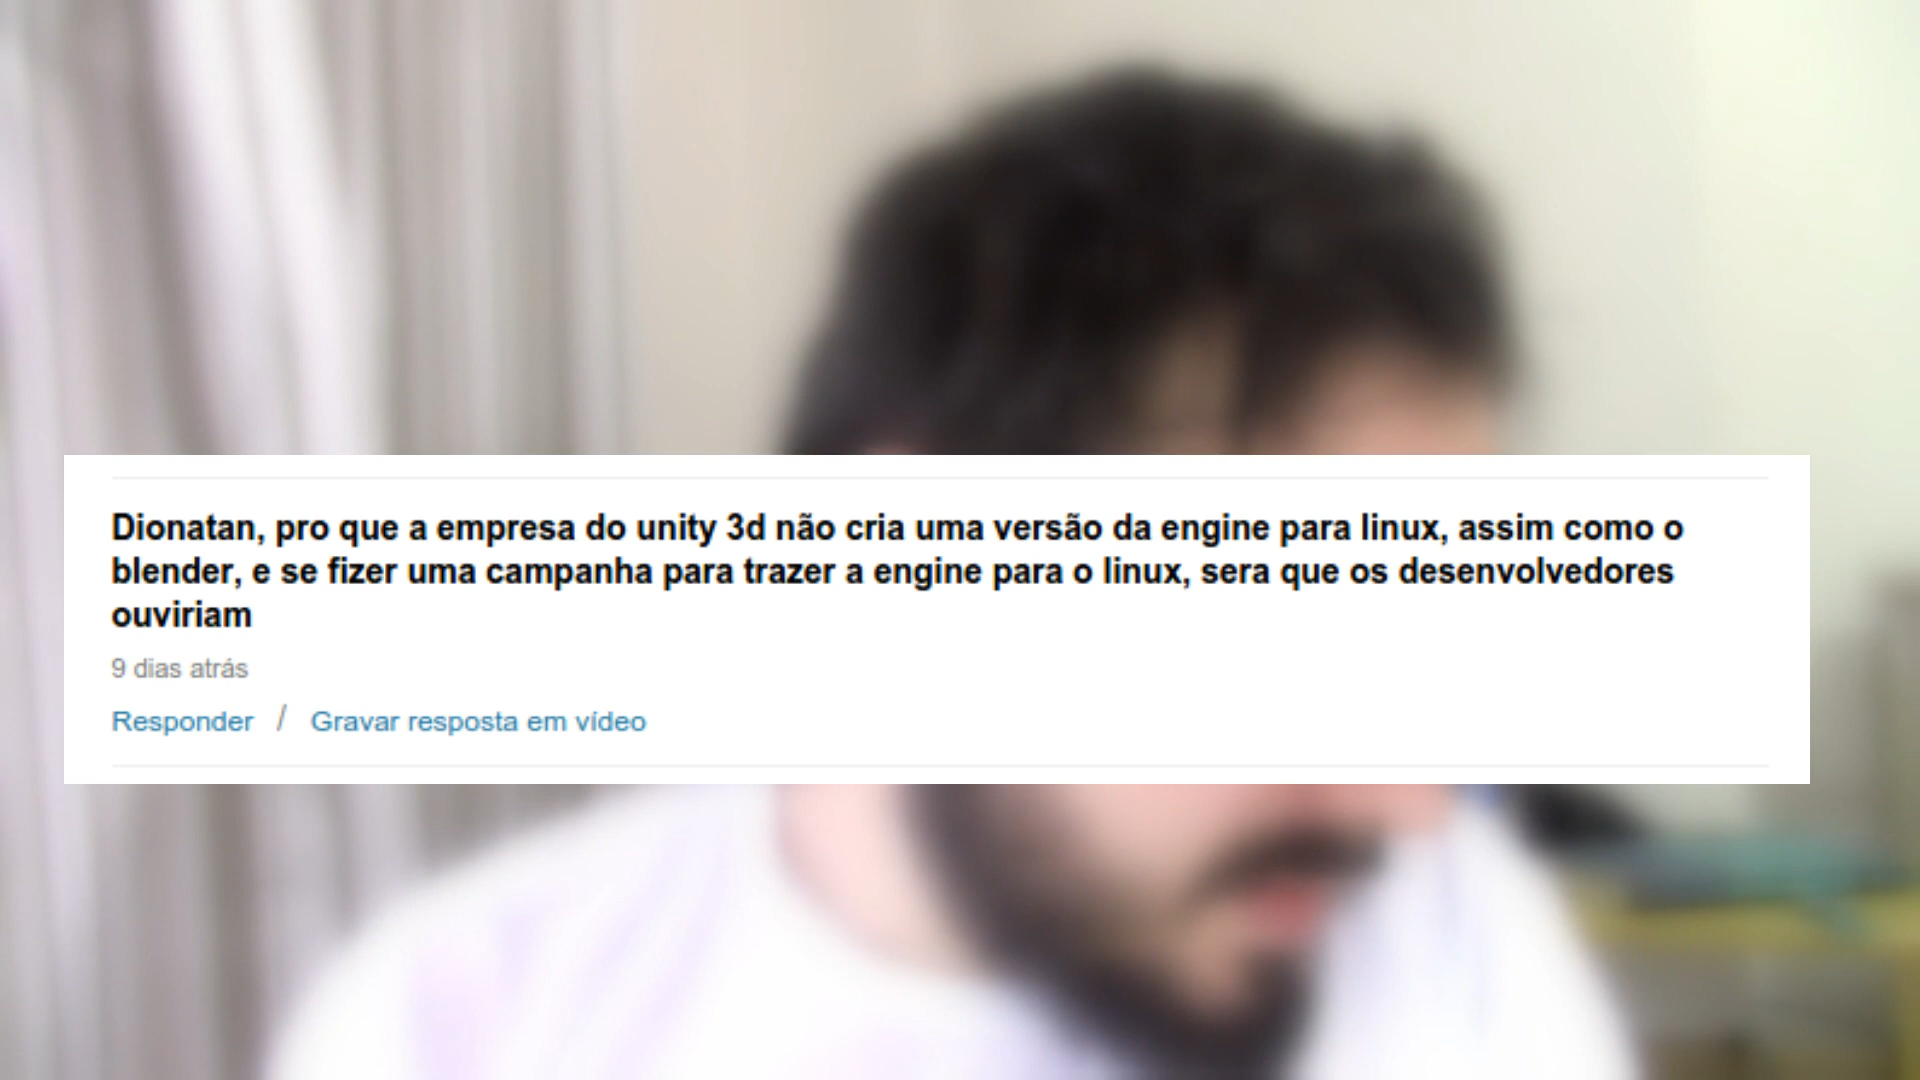 Dionatan, pro que a empresa do unity 3d não cria uma versão da engine para linux, assim como o
blender, e se fizer uma campanha para trazer a engine para o linux, sera que os desenvolvedores
ouviriam
9 dias atrás
Responder / Gravar resposta em vídeo